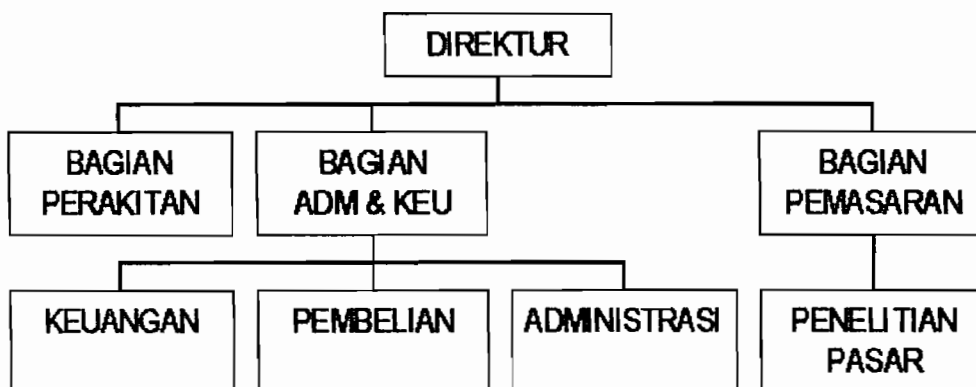 DIREKTUR
BAGIAN
PERAKITAN
BAGIAN
ADM & KEU
BAGIAN
PEMASARAN
KEUANGAN
PEMBELIAN
ADMINISTRASI
PENELITIAN
PASAR